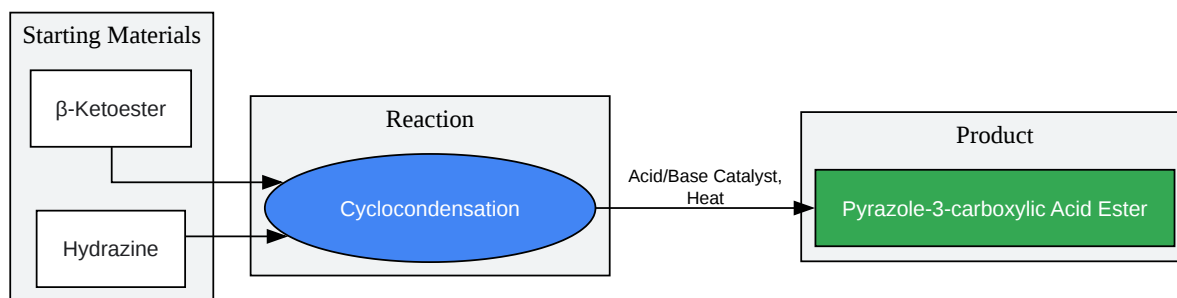 Starting Materials
β-Ketoester
Hydrazine
Reaction
Cyclocondensation
Acid/Base Catalyst,
Heat
Product
Pyrazole-3-carboxylic Acid Ester